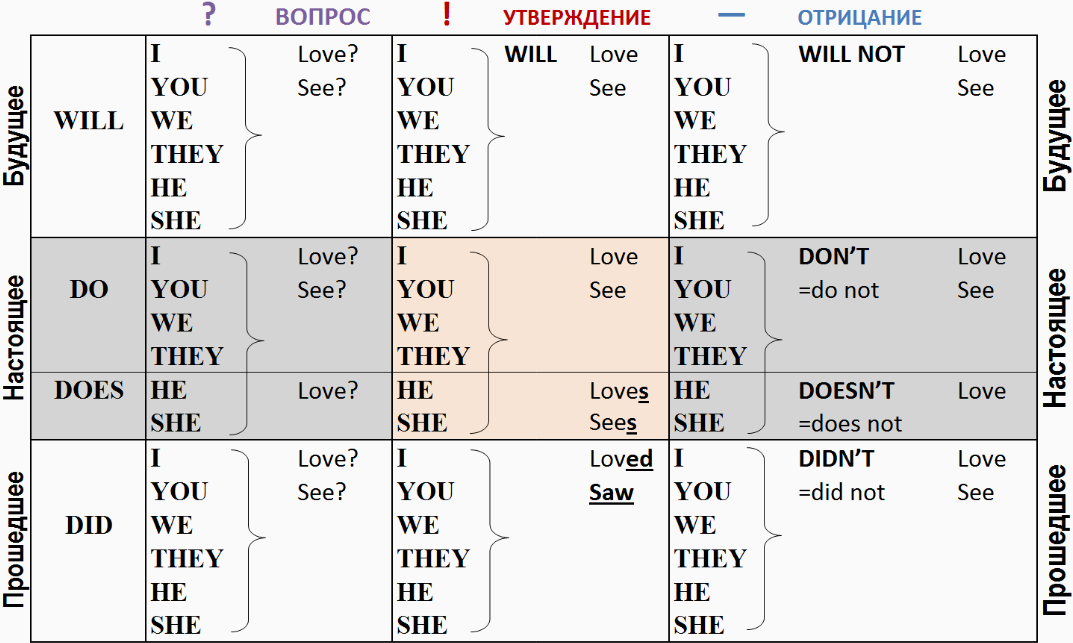 ? ВОПРОС ! УТВЕРЖДЕНИЕ — ОТРИЦАНИЕ
Будущее
WILL
I Love?
YOU See?
WE
THEY
HE
SHE
I WILL Love
YOU See
WE
THEY
HE
SHE
I WILL NOT Love
YOU See
WE
THEY
HE
SHE
Будущее
Настоящее
DO
I Love?
YOU See?
WE
THEY
I Love
YOU See
WE
THEY
I DON’T Love
YOU =do not See
WE
THEY
Настоящее
DOES
HE Love?
SHE
HE Loves
SHE Sees
HE DOESN’T Love
SHE =does not
Прошедшее
DID
I Love?
YOU See?
WE
THEY
HE
SHE
I Loved
YOU Saw
WE
THEY
HE
SHE
I DIDN’T Love
YOU =did not See
WE
THEY
HE
SHE
Прошедшее